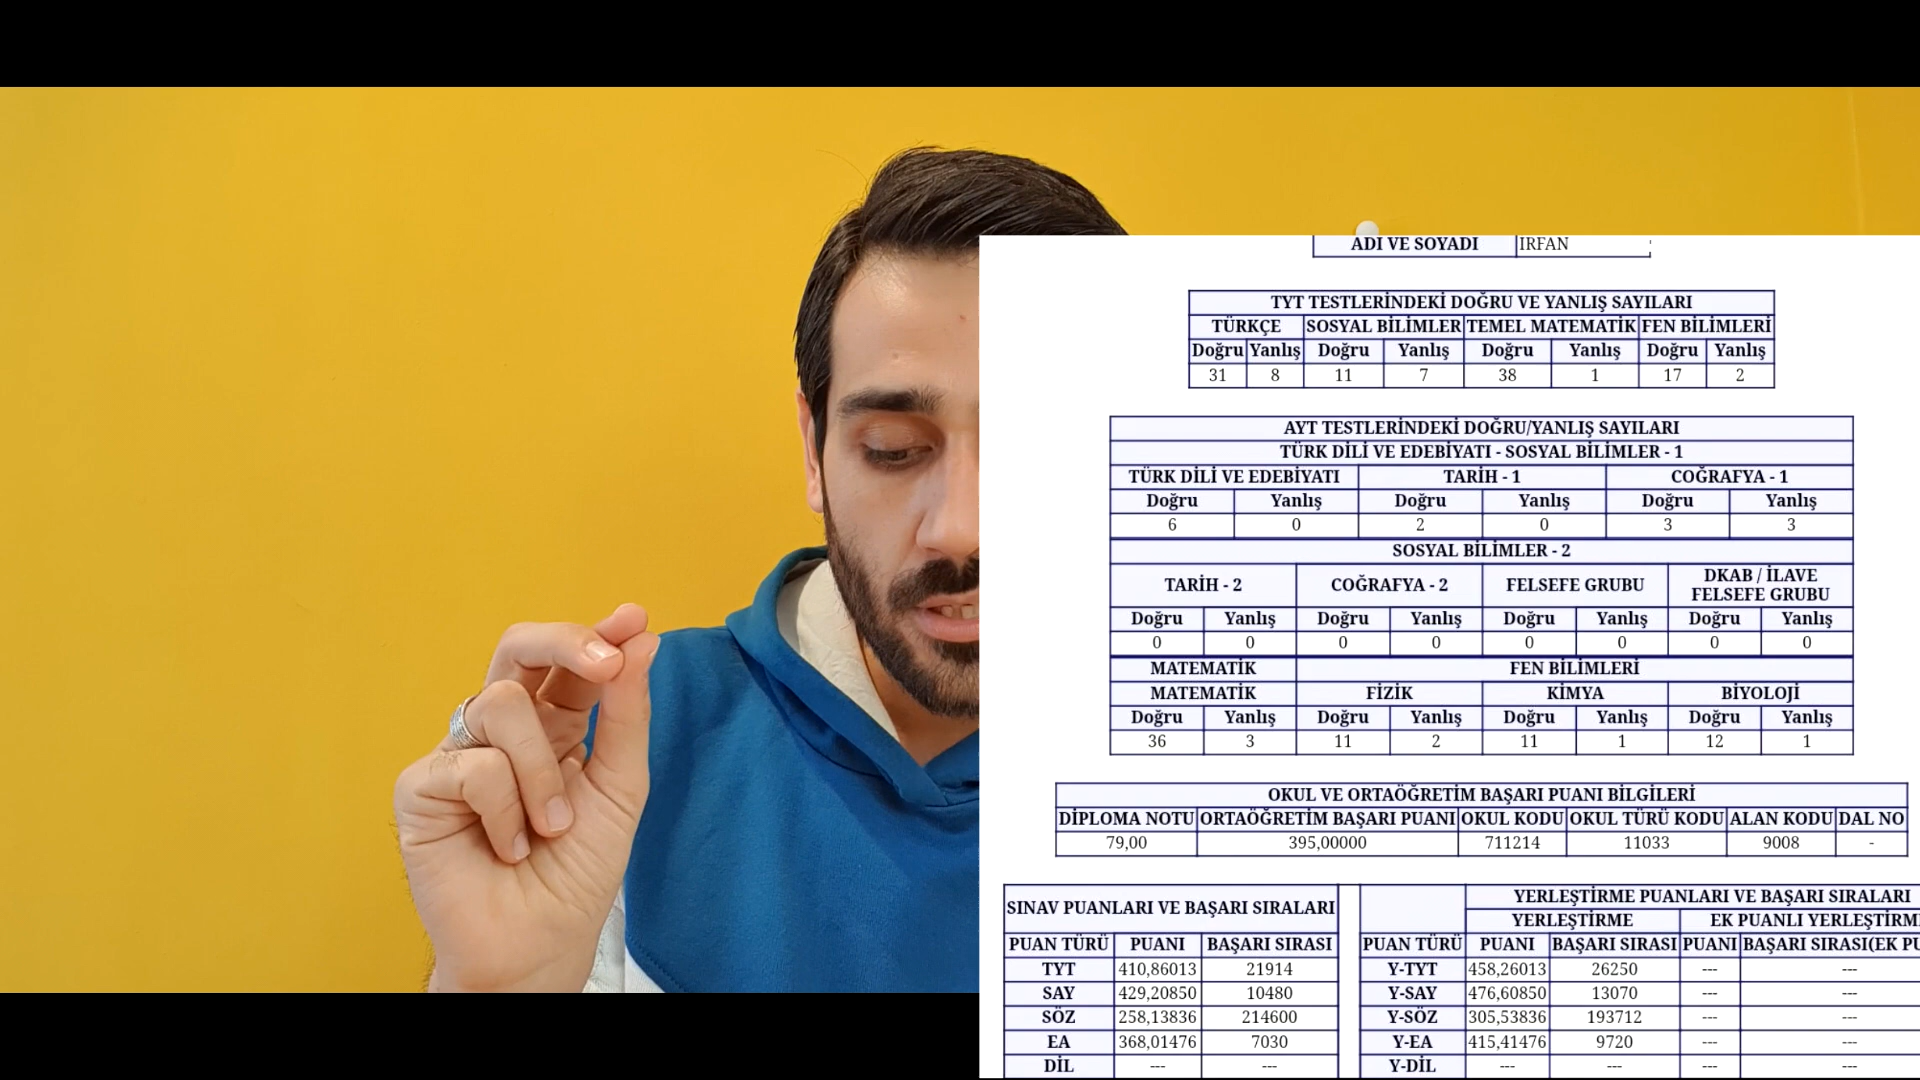 ADI VE SOYADI IRFAN
TYT TESTLERİNDEKİ DOĞRU VE YANLIŞ SAYILARI
TÜRKÇE SOSYAL BİLİMLER TEMEL MATEMATİK FEN BİLİMLERİ
Doğru Yanlış Doğru Yanlış Doğru Yanlış Doğru Yanlış
31 8 11 7 38 1 17 2
AYT TESTLERİNDEKİ DOĞRU/YANLIŞ SAYILARI
TÜRK DİLİ VE EDEBİYATI - SOSYAL BİLİMLER - 1
TÜRK DİLİ VE EDEBİYATI TARİH - 1 COĞRAFYA - 1
Doğru Yanlış Doğru Yanlış Doğru Yanlış
6 0 2 0 3 3
SOSYAL BİLİMLER - 2
TARİH - 2 COĞRAFYA - 2 FELSEFE GRUBU DKAB / İLAVE
FELSEFE GRUBU
Doğru Yanlış Doğru Yanlış Doğru Yanlış Doğru Yanlış
0 0 0 0 0 0 0 0
MATEMATİK FEN BİLİMLERİ
MATEMATİK FİZİK KİMYA BİYOLOJİ
Doğru Yanlış Doğru Yanlış Doğru Yanlış Doğru Yanlış
36 3 11 2 11 1 12 1
OKUL VE ORTAÖĞRETİM BAŞARI PUANI BİLGİLERİ
DİPLOMA NOTU ORTAÖĞRETİM BAŞARI PUANI OKUL KODU OKUL TÜRÜ KODU ALAN KODU DAL NO
79,00 395,00000 711214 11033 9008 -
SINAV PUANLARI VE BAŞARI SIRALARI
PUAN TÜRÜ PUANI BAŞARI SIRASI
TYT 410,86013 21914
SAY 429,20850 10480
SÖZ 258,13836 214600
EA 368,01476 7030
DİL --- ---
YERLEŞTİRME PUANLARI VE BAŞARI SIRALARI
YERLEŞTİRME EK PUANLI YERLEŞTİRM
PUAN TÜRÜ PUANI BAŞARI SIRASI PUANI BAŞARI SIRASI(EK PU
Y-TYT 458,26013 26250 --- ---
Y-SAY 476,60850 13070 --- ---
Y-SÖZ 305,53836 193712 --- ---
Y-EA 415,41476 9720 --- ---
Y-DİL --- --- --- ---